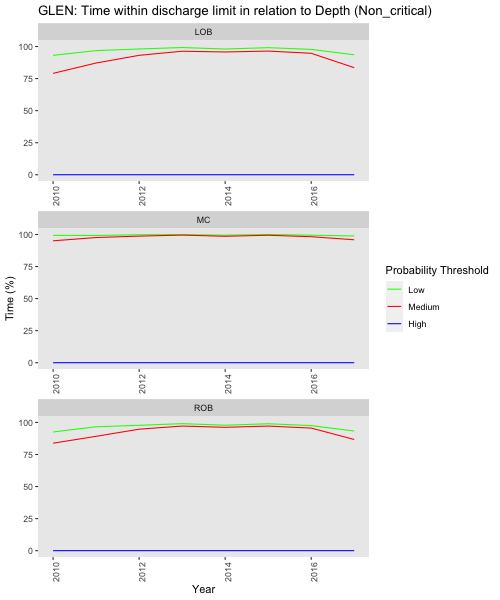 GLEN: Time within discharge limit in relation to Depth (Non_critical)
LOB
100
75
50
25
0
2010
2012
2014
2016
MC
100
75
50
25
0
2010
2012
2014
2016
ROB
100
75
50
25
0
2010
2012
2014
2016
Time (%)
Year
Probability Threshold
Low
Medium
High